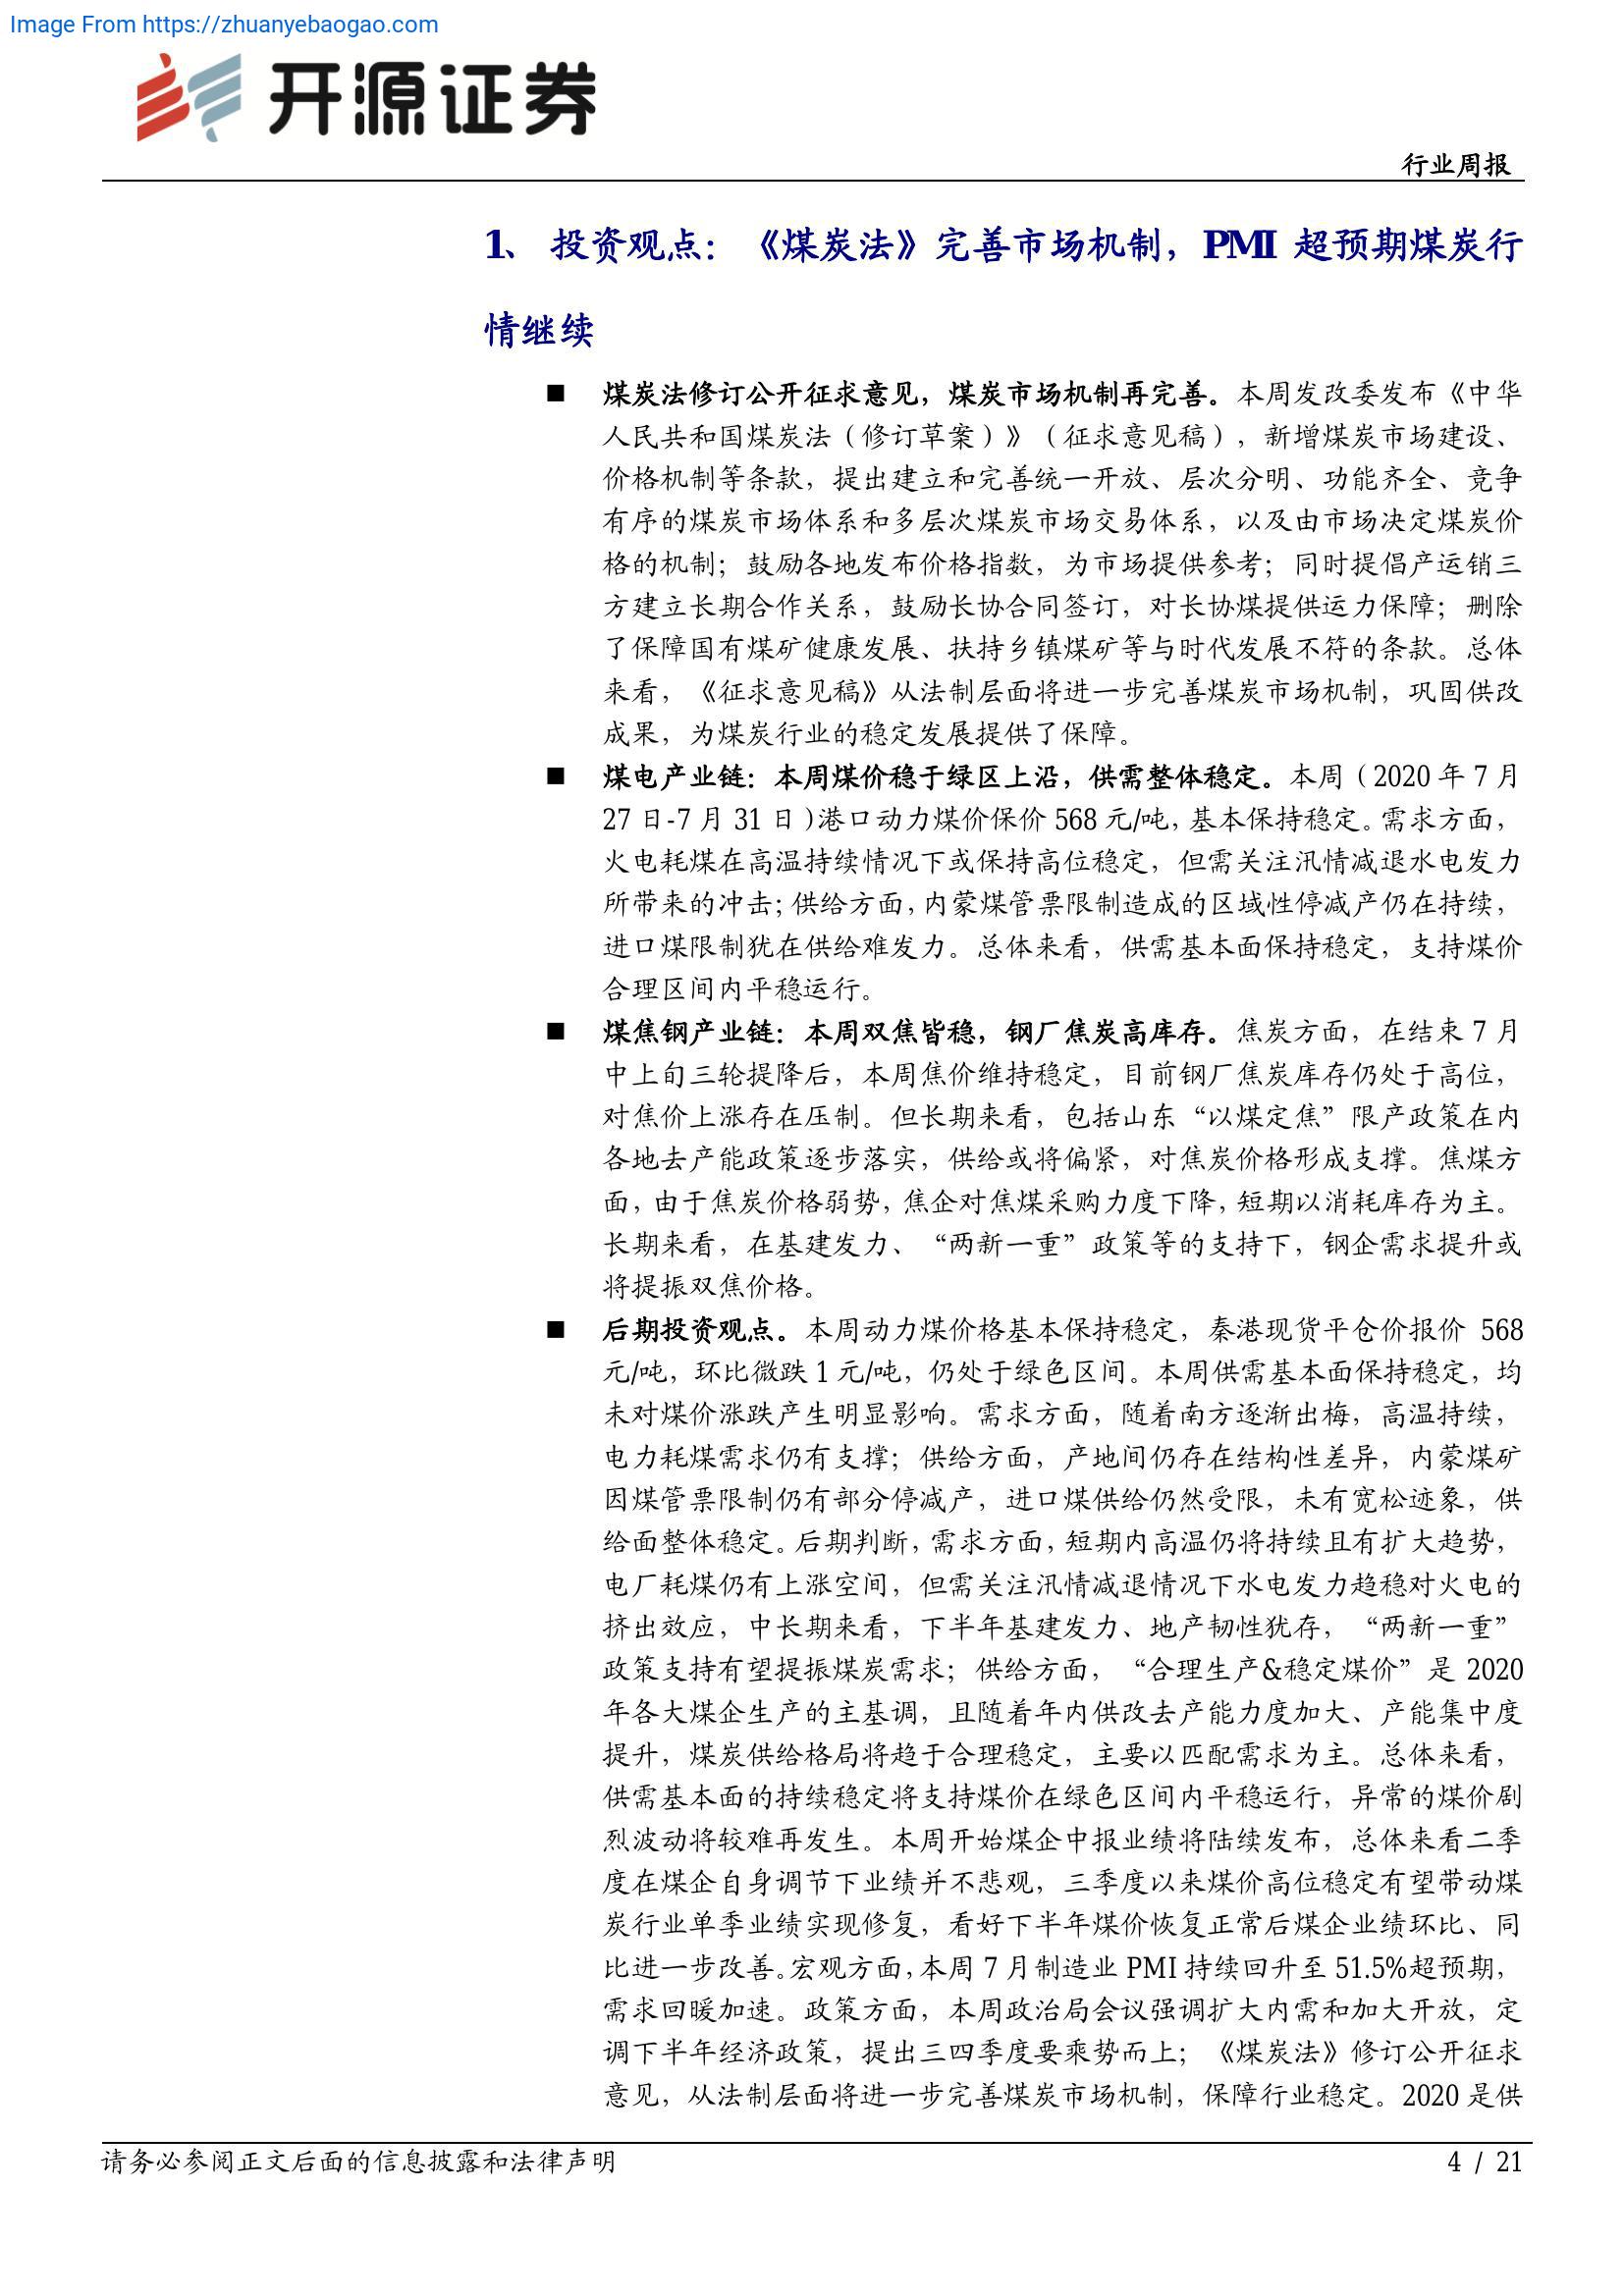 Image From https://zhuanyebaogao.com
开源证券
行业周报
1、 投资观点：《煤炭法》完善市场机制，PMI 超预期煤炭行
情继续
■ 煤炭法修订公开征求意见，煤炭市场机制再完善。本周发改委发布《中华
人民共和国煤炭法（修订草案）》（征求意见稿），新增煤炭市场建设、
价格机制等条款，提出建立和完善统一开放、层次分明、功能齐全、竞争
有序的煤炭市场体系和多层次煤炭市场交易体系，以及由市场决定煤炭价
格的机制；鼓励各地发布价格指数，为市场提供参考；同时提倡产运销三
方建立长期合作关系，鼓励长协合同签订，对长协煤提供运力保障；删除
了保障国有煤矿健康发展、扶持乡镇煤矿等与时代发展不符的条款。总体
来看，《征求意见稿》从法制层面将进一步完善煤炭市场机制，巩固供改
成果，为煤炭行业的稳定发展提供了保障。
■ 煤电产业链：本周煤价稳于绿区上沿，供需整体稳定。本周（2020 年 7 月
27 日-7 月 31 日）港口动力煤价保价 568 元/吨，基本保持稳定。需求方面，
火电耗煤在高温持续情况下或保持高位稳定，但需关注汛情减退水电发力
所带来的冲击；供给方面，内蒙煤管票限制造成的区域性停减产仍在持续，
进口煤限制犹在供给难发力。总体来看，供需基本面保持稳定，支持煤价
合理区间内平稳运行。
■ 煤焦钢产业链：本周双焦皆稳，钢厂焦炭高库存。焦炭方面，在结束 7 月
中上旬三轮提降后，本周焦价维持稳定，目前钢厂焦炭库存仍处于高位，
对焦价上涨存在压制。但长期来看，包括山东“以煤定焦”限产政策在内
各地去产能政策逐步落实，供给或将偏紧，对焦炭价格形成支撑。焦煤方
面，由于焦炭价格弱势，焦企对焦煤采购力度下降，短期以消耗库存为主。
长期来看，在基建发力、“两新一重”政策等的支持下，钢企需求提升或
将提振双焦价格。
■ 后期投资观点。本周动力煤价格基本保持稳定，秦港现货平仓价报价 568
元/吨，环比微跌 1 元/吨，仍处于绿色区间。本周供需基本面保持稳定，均
未对煤价涨跌产生明显影响。需求方面，随着南方逐渐出梅，高温持续，
电力耗煤需求仍有支撑；供给方面，产地间仍存在结构性差异，内蒙煤矿
因煤管票限制仍有部分停减产，进口煤供给仍然受限，未有宽松迹象，供
给面整体稳定。后期判断，需求方面，短期内高温仍将持续且有扩大趋势，
电厂耗煤仍有上涨空间，但需关注汛情减退情况下水电发力趋稳对火电的
挤出效应，中长期来看，下半年基建发力、地产韧性犹存，“两新一重”
政策支持有望提振煤炭需求；供给方面，“合理生产&稳定煤价”是 2020
年各大煤企生产的主基调，且随着年内供改去产能力度加大、产能集中度
提升，煤炭供给格局将趋于合理稳定，主要以匹配需求为主。总体来看，
供需基本面的持续稳定将支持煤价在绿色区间内平稳运行，异常的煤价剧
烈波动将较难再发生。本周开始煤企中报业绩将陆续发布，总体来看二季
度在煤企自身调节下业绩并不悲观，三季度以来煤价高位稳定有望带动煤
炭行业单季业绩实现修复，看好下半年煤价恢复正常后煤企业绩环比、同
比进一步改善。宏观方面，本周 7 月制造业 PMI 持续回升至 51.5%超预期，
需求回暖加速。政策方面，本周政治局会议强调扩大内需和加大开放，定
调下半年经济政策，提出三四季度要乘势而上；《煤炭法》修订公开征求
意见，从法制层面将进一步完善煤炭市场机制，保障行业稳定。2020 是供
请务必参阅正文后面的信息披露和法律声明
4 / 21